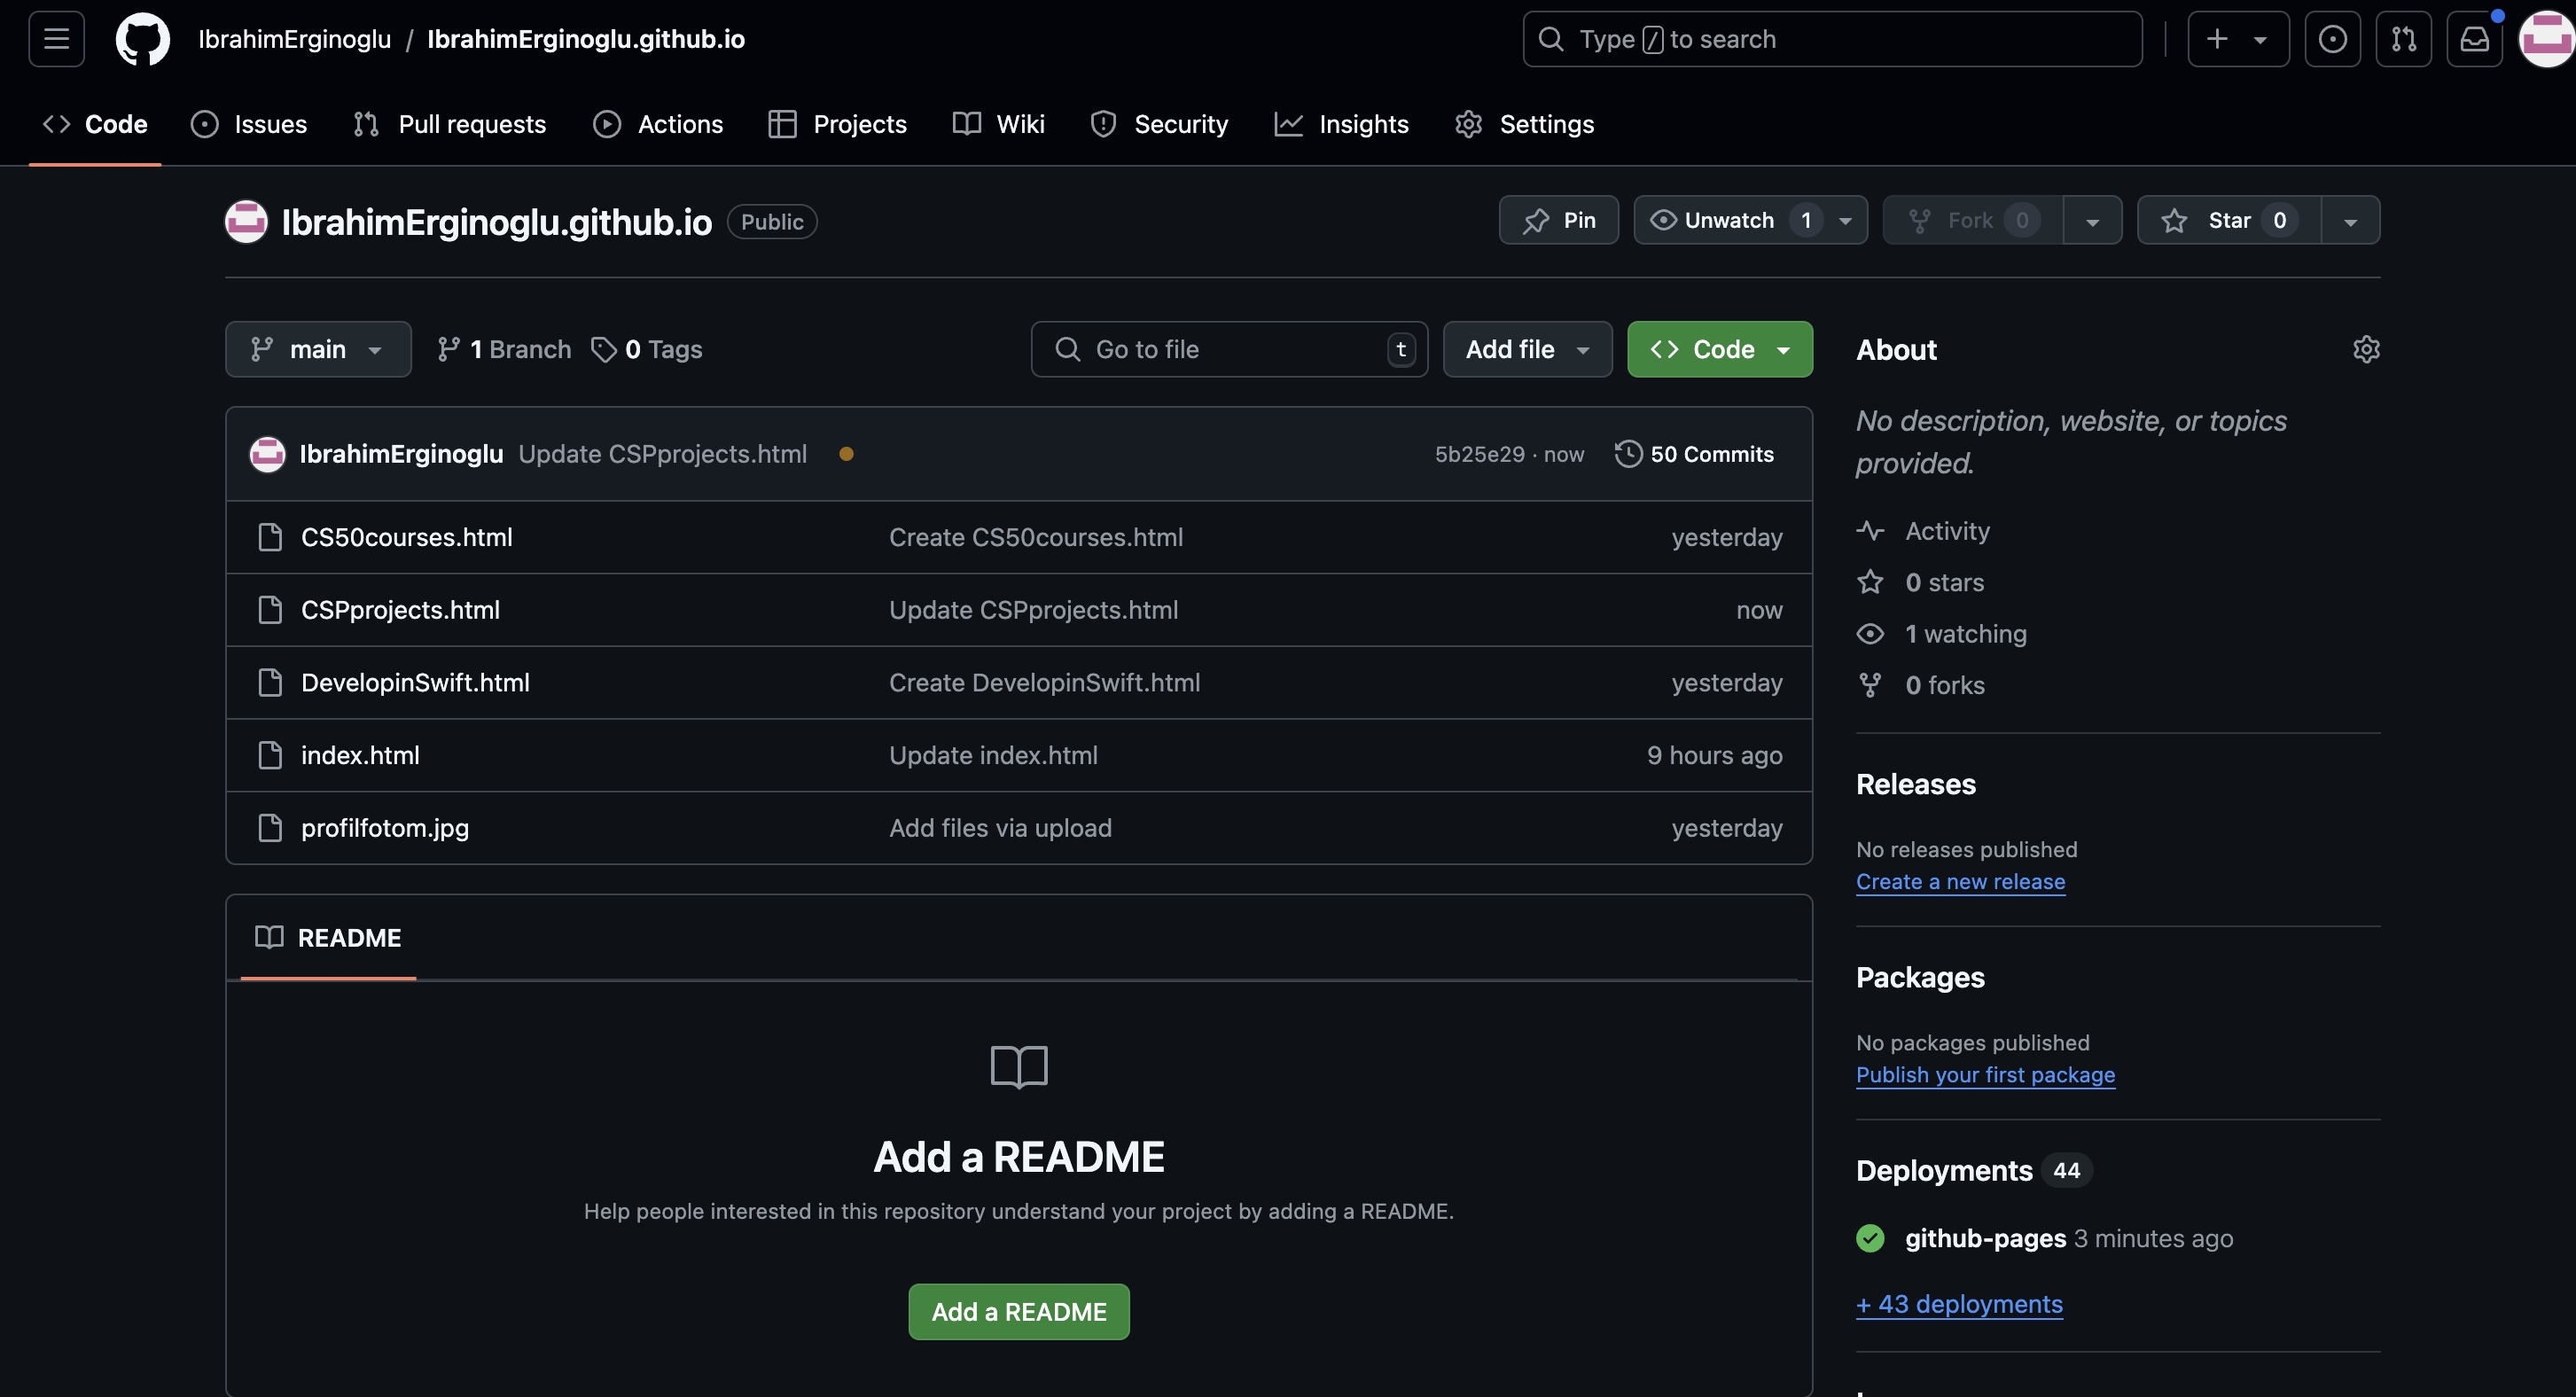 IbrahimErginoglu / IbrahimErginoglu.github.io
Type / to search
Code Issues Pull requests Actions Projects Wiki Security Insights Settings
IbrahimErginoglu.github.io Public
Pin Unwatch 1 Fork 0 Star 0
main 1 Branch 0 Tags Go to file t Add file Code
IbrahimErginoglu Update CSPprojects.html 5b25e29 · now 50 Commits
CS50courses.html Create CS50courses.html yesterday
CSPprojects.html Update CSPprojects.html now
DevelopinSwift.html Create DevelopinSwift.html yesterday
index.html Update index.html 9 hours ago
profilfotom.jpg Add files via upload yesterday
README
Add a README
Help people interested in this repository understand your project by adding a README.
Add a README
About
No description, website, or topics
provided.
Activity
0 stars
1 watching
0 forks
Releases
No releases published
Create a new release
Packages
No packages published
Publish your first package
Deployments 44
github-pages 3 minutes ago
+ 43 deployments